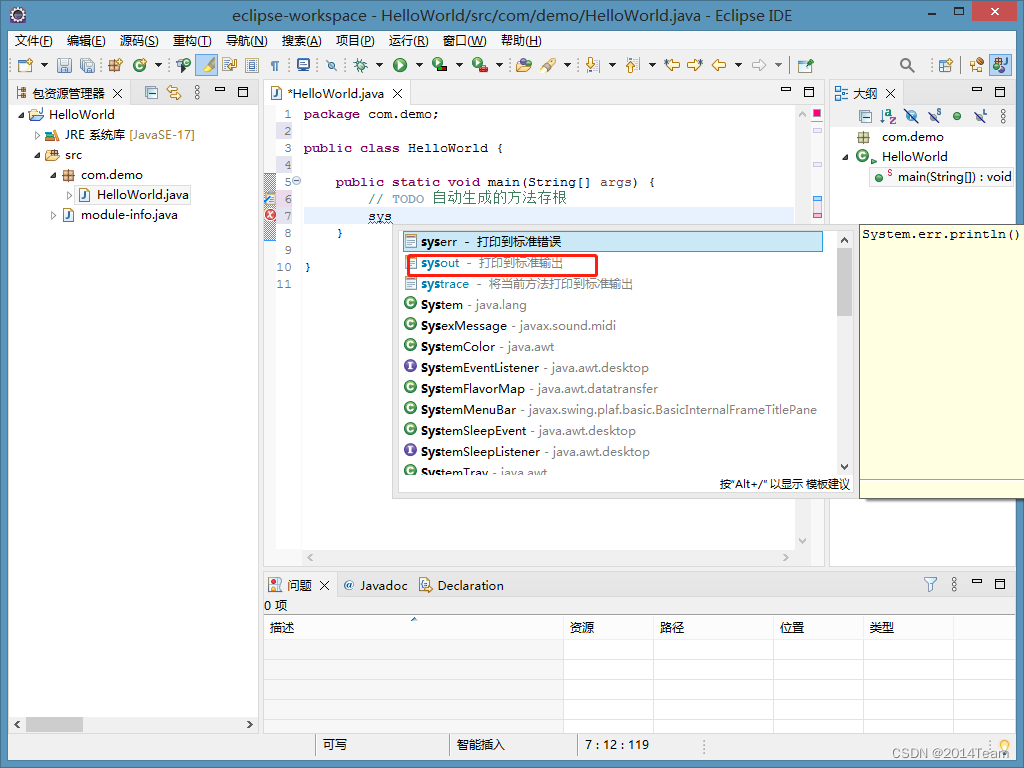 eclipse-workspace - HelloWorld/src/com/demo/HelloWorld.java - Eclipse IDE
文件(F) 编辑(E) 源码(S) 重构(T) 导航(N) 搜索(A) 项目(P) 运行(R) 窗口(W) 帮助(H)
包资源管理器
HelloWorld
JRE 系统库 [JavaSE-17]
src
com.demo
HelloWorld.java
module-info.java
*HelloWorld.java
1 package com.demo;
2
3 public class HelloWorld {
4
5 public static void main(String[] args) {
6 // TODO 自动生成的方法存根
7 sys
8 }
9
10 }
11
syserr - 打印到标准错误
sysout - 打印到标准输出
systrace - 将当前方法打印到标准输出
System - java.lang
SysexMessage - javax.sound.midi
SystemColor - java.awt
SystemEventListener - java.awt.desktop
SystemFlavorMap - java.awt.datatransfer
SystemMenuBar - javax.swing.plaf.basic.BasicInternalFrameTitlePane
SystemSleepEvent - java.awt.desktop
SystemSleepListener - java.awt.desktop
SystemTray - java.awt
按"Alt+/" 以显示 模板建议
大纲
com.demo
HelloWorld
main(String[]) : void
System.err.println()
问题 @ Javadoc Declaration
0 项
描述 资源 路径 位置 类型
可写 智能插入 7 : 12 : 119
CSDN @2014Team